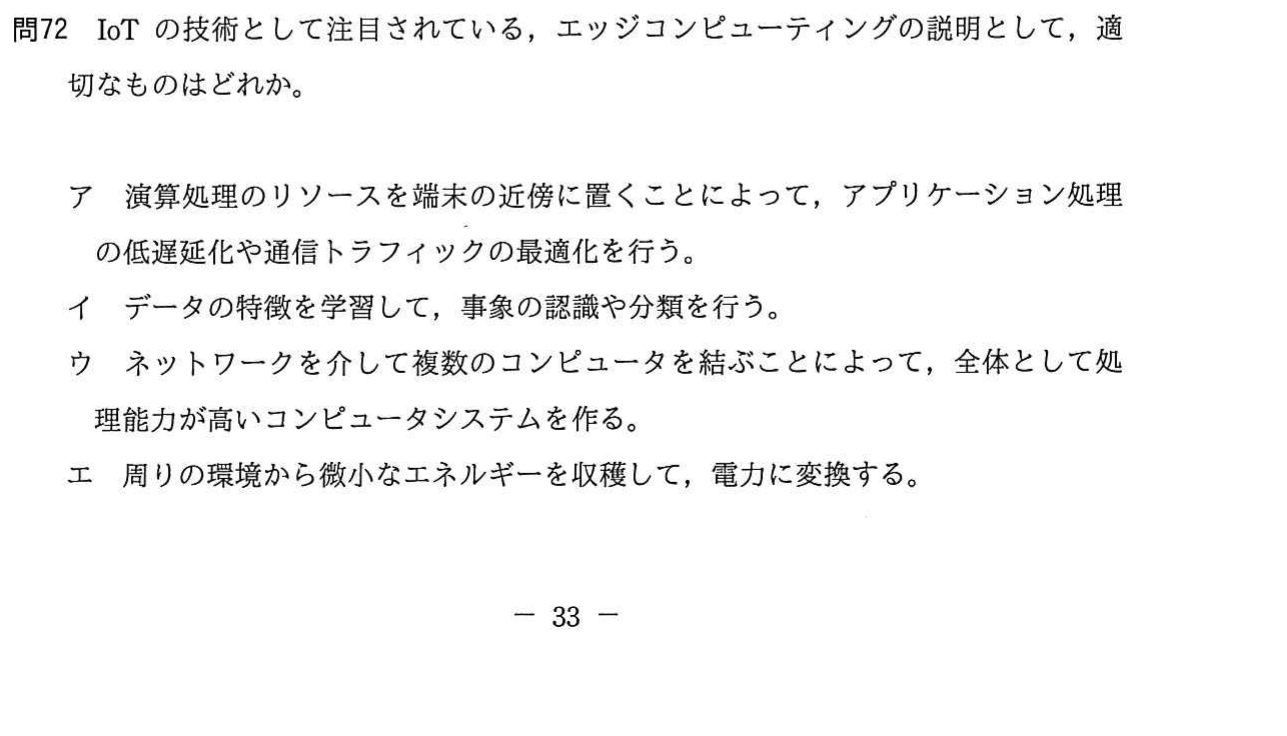 問72　IoT の技術として注目されている，エッジコンピューティングの説明として，適
切なものはどれか。
ア　演算処理のリソースを端末の近傍に置くことによって，アプリケーション処理
の低遅延化や通信トラフィックの最適化を行う。
イ　データの特徴を学習して，事象の認識や分類を行う。
ウ　ネットワークを介して複数のコンピュータを結ぶことによって，全体として処
理能力が高いコンピュータシステムを作る。
エ　周りの環境から微小なエネルギーを収穫して，電力に変換する。
－ 33 －